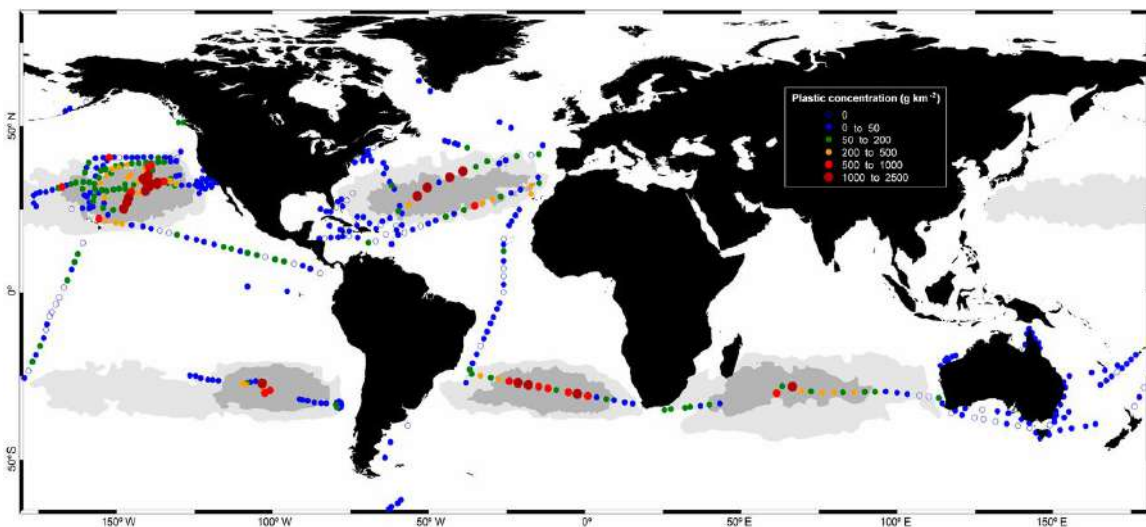 50° N
0°
50° S
Plastic concentration (g km⁻²)
0
0 to 50
50 to 200
200 to 500
500 to 1000
1000 to 2500
150° W
100° W
50° W
0°
50° E
100° E
150° E